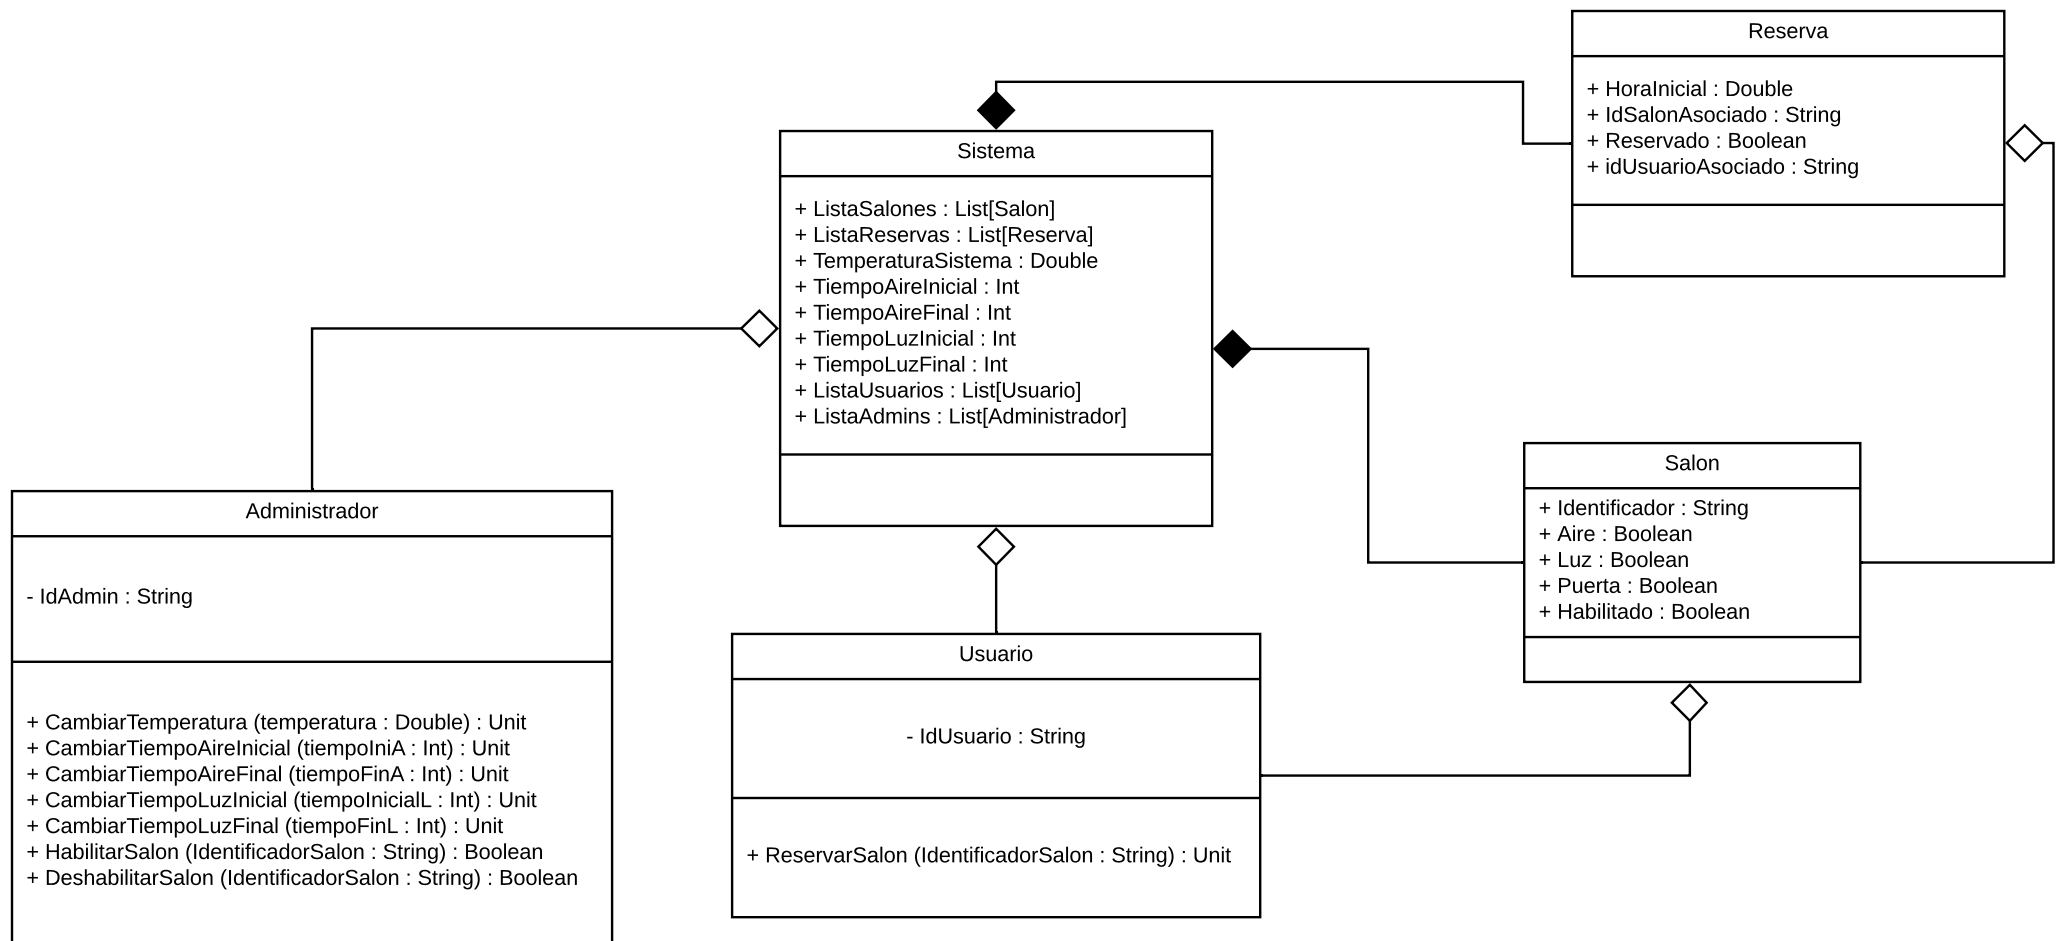 Reserva
+ HoraInicial : Double
+ IdSalonAsociado : String
+ Reservado : Boolean
+ idUsuarioAsociado : String
Sistema
+ ListaSalones : List[Salon]
+ ListaReservas : List[Reserva]
+ TemperaturaSistema : Double
+ TiempoAireInicial : Int
+ TiempoAireFinal : Int
+ TiempoLuzInicial : Int
+ TiempoLuzFinal : Int
+ ListaUsuarios : List[Usuario]
+ ListaAdmins : List[Administrador]
Salon
+ Identificador : String
+ Aire : Boolean
+ Luz : Boolean
+ Puerta : Boolean
+ Habilitado : Boolean
Administrador
- IdAdmin : String
+ CambiarTemperatura (temperatura : Double) : Unit
+ CambiarTiempoAireInicial (tiempoIniA : Int) : Unit
+ CambiarTiempoAireFinal (tiempoFinA : Int) : Unit
+ CambiarTiempoLuzInicial (tiempoInicialL : Int) : Unit
+ CambiarTiempoLuzFinal (tiempoFinL : Int) : Unit
+ HabilitarSalon (IdentificadorSalon : String) : Boolean
+ DeshabilitarSalon (IdentificadorSalon : String) : Boolean
Usuario
- IdUsuario : String
+ ReservarSalon (IdentificadorSalon : String) : Unit